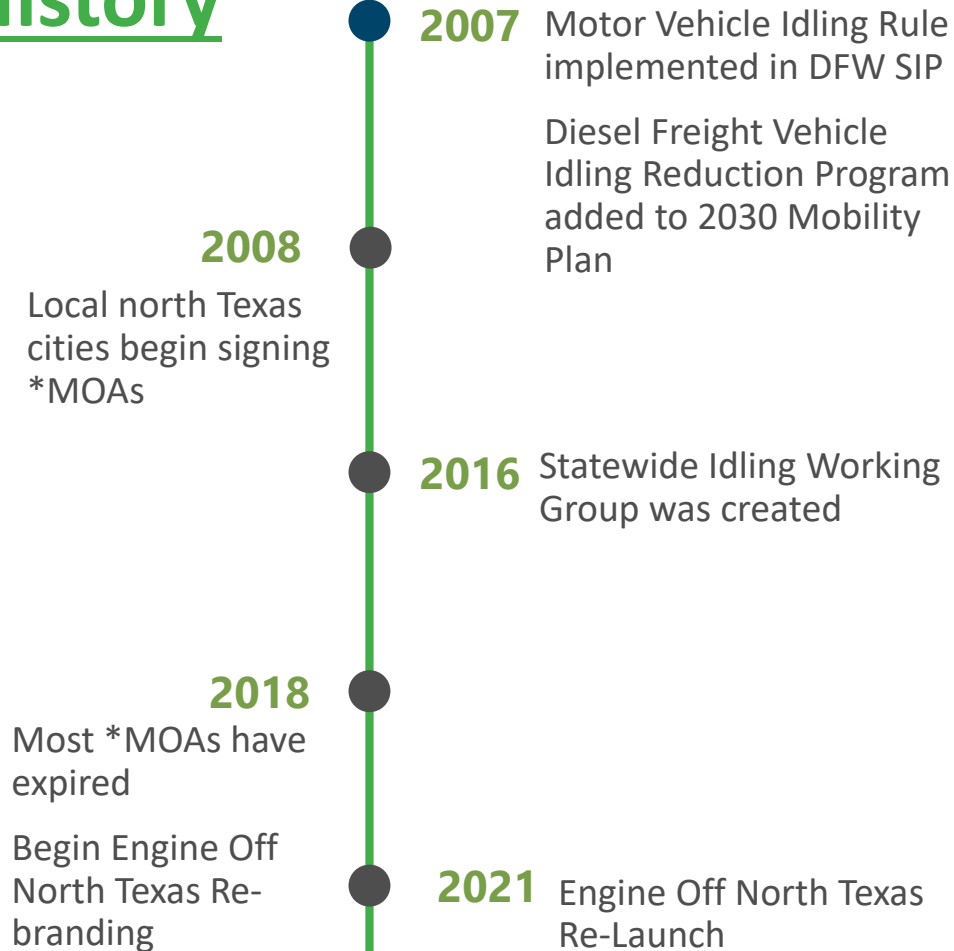 History
2007
Motor Vehicle Idling Rule
implemented in DFW SIP
Diesel Freight Vehicle
Idling Reduction Program
added to 2030 Mobility
Plan
2008
Local north Texas
cities begin signing
*MOAs
2016
Statewide Idling Working
Group was created
2018
Most *MOAs have
expired
Begin Engine Off
North Texas Re-
branding
2021
Engine Off North Texas
Re-Launch